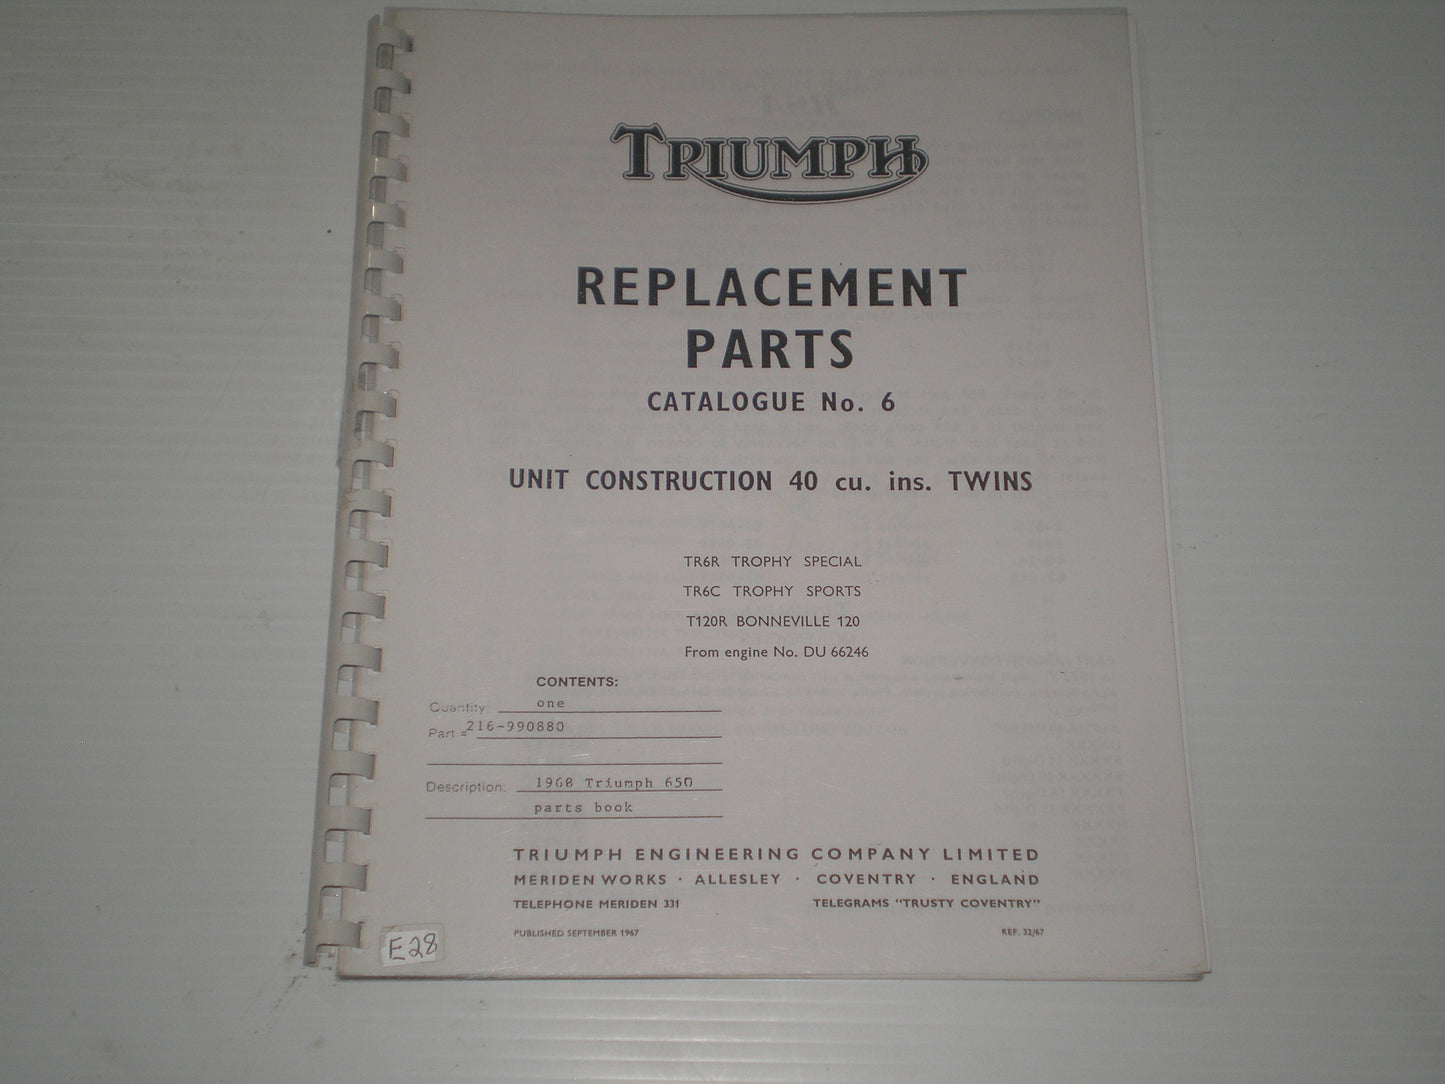 TRIUMPH
REPLACEMENT
PARTS
CATALOGUE No. 6
UNIT CONSTRUCTION 40 cu. ins. TWINS
TR6R TROPHY SPECIAL
TR6C TROPHY SPORTS
T120R BONNEVILLE 120
From engine No. DU 66246
CONTENTS:
Quantity one
Part # 216-990880
Description: 1968 Triumph 650
parts book
TRIUMPH ENGINEERING COMPANY LIMITED
MERIDEN WORKS · ALLESLEY · COVENTRY · ENGLAND
TELEPHONE MERIDEN 331 TELEGRAMS "TRUSTY COVENTRY"
PUBLISHED SEPTEMBER 1967 REF. 32/67
E28